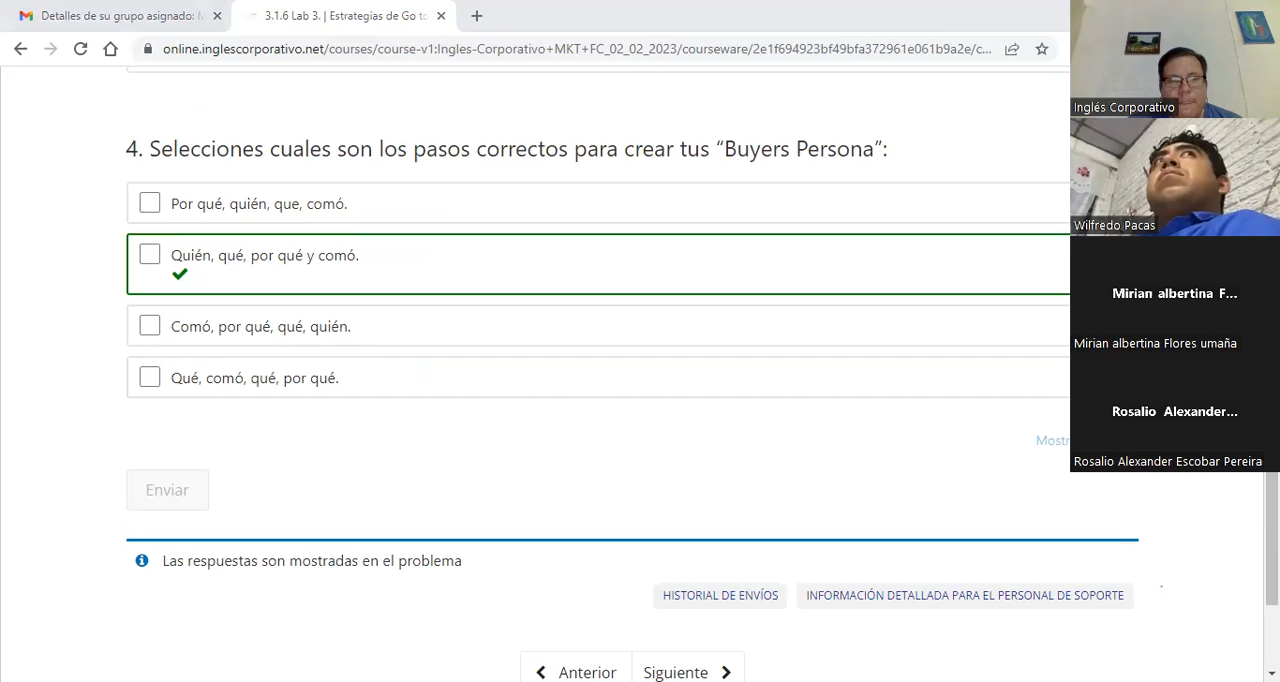 Detalles de su grupo asignado: M
3.1.6 Lab 3. | Estrategias de Go to
online.inglescorporativo.net/courses/course-v1:Ingles-Corporativo+MKT+FC_02_02_2023/courseware/2e1f694923bf49bfa372961e061b9a2e/c...
4. Selecciones cuales son los pasos correctos para crear tus “Buyers Persona”:
Por qué, quién, que, comó.
Quién, qué, por qué y comó.
Comó, por qué, qué, quién.
Qué, comó, qué, por qué.
Mostr
Enviar
Las respuestas son mostradas en el problema
HISTORIAL DE ENVÍOS
INFORMACIÓN DETALLADA PARA EL PERSONAL DE SOPORTE
Anterior
Siguiente
Inglés Corporativo
Wilfredo Pacas
Mirian albertina F...
Mirian albertina Flores umaña
Rosalio Alexander...
Rosalio Alexander Escobar Pereira